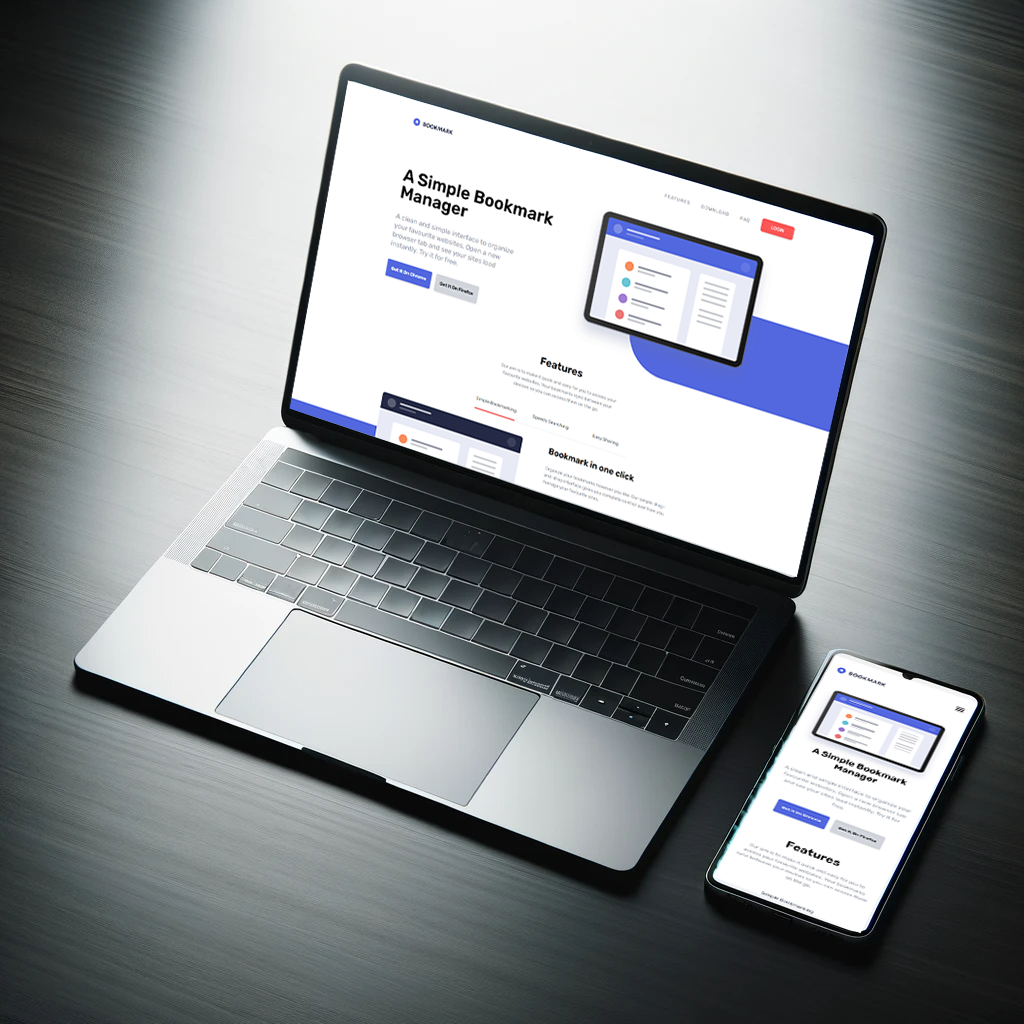 BOOKMARK
FEATURES DOWNLOAD FAQ LOGIN
A Simple Bookmark
Manager
A clean and simple interface to organize
your favourite websites. Open a new
browser tab and see your sites load
instantly. Try it for free.
Get It On Chrome Get It On Firefox
Features
Our aim is to make it quick and easy for you to access your
favourite websites. Your bookmarks sync between your
devices so you can access them on the go.
Simple Bookmarking Speedy Searching Easy Sharing
Bookmark in one click
Organize your bookmarks however you like. Our simple drag-
and-drop interface gives you complete control over how you
manage your favourite sites.
BOOKMARK
A Simple Bookmark
Manager
A clean and simple interface to organize your
favourite websites. Open a new browser tab
and see your sites load instantly. Try it for
free.
Get It On Chrome Get It On Firefox
Features
Our aim is to make it quick and easy for you to
access your favourite websites. Your bookmarks
sync between your devices so you can access them
on the go.
Simple Bookmarking